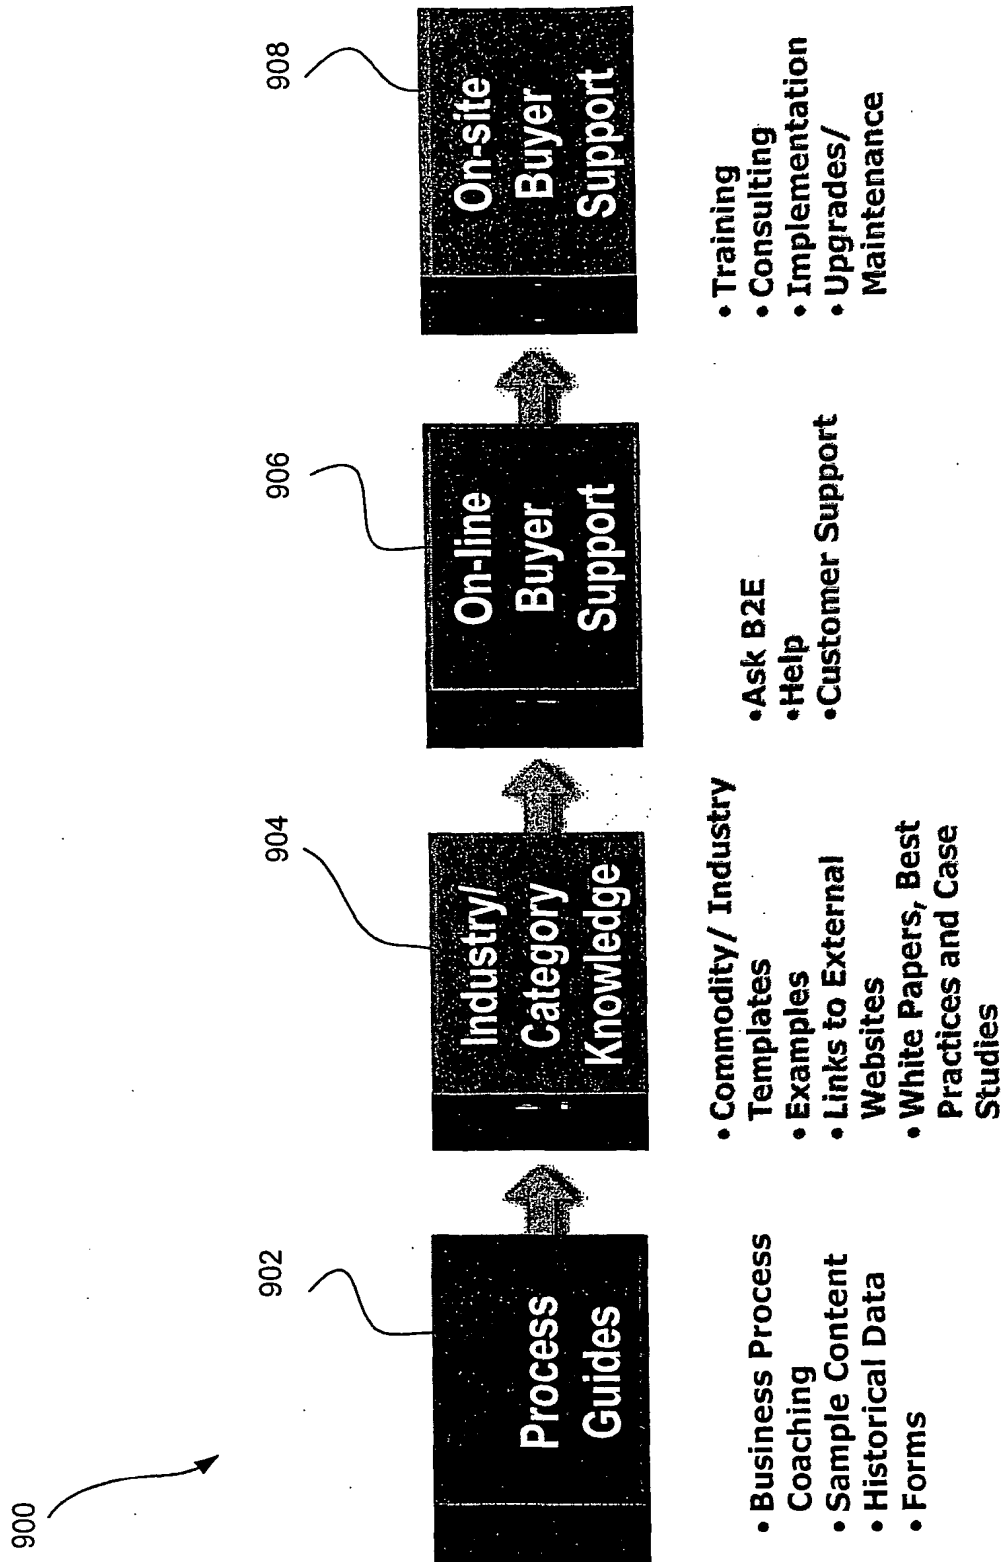 900
902
Process
Guides
• Business Process
Coaching
• Sample Content
• Historical Data
• Forms
904
Industry/
Category
Knowledge
• Commodity/ Industry
Templates
• Examples
• Links to External
Websites
• White Papers, Best
Practices and Case
Studies
906
On-line
Buyer
Support
•Ask B2E
•Help
•Customer Support
908
On-site
Buyer
Support
• Training
• Consulting
• Implementation
• Upgrades/
Maintenance